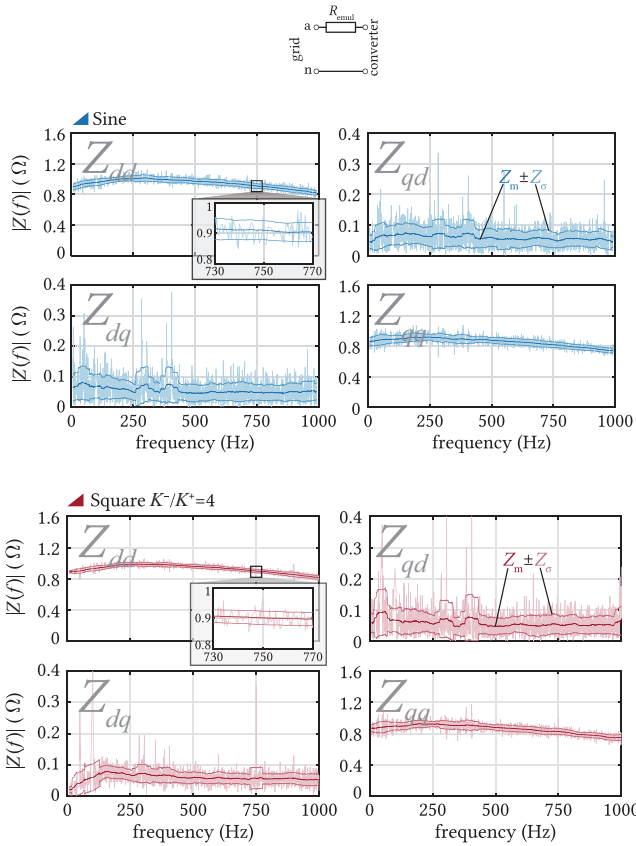 R_emul
a
grid
converter
n
Sine
|Z(f)| ( Ω)
1.6
1.2
0.8
0.4
0
Z_dd
1
0.9
0.8
730 750 770
0.4
0.3
0.2
0.1
0
Z_qd
Z_m±Z_σ
|Z(f)| ( Ω)
0.4
0.3
0.2
0.1
0
Z_dq
0 250 500 750 1000
frequency (Hz)
1.6
1.2
0.8
0.4
0
Z_qq
0 250 500 750 1000
frequency (Hz)
Square K⁻/K⁺=4
|Z(f)| ( Ω)
1.6
1.2
0.8
0.4
0
Z_dd
1
0.9
0.8
730 750 770
0.4
0.3
0.2
0.1
0
Z_qd
Z_m±Z_σ
|Z(f)| ( Ω)
0.4
0.3
0.2
0.1
0
Z_dq
0 250 500 750 1000
frequency (Hz)
1.6
1.2
0.8
0.4
0
Z_qq
0 250 500 750 1000
frequency (Hz)